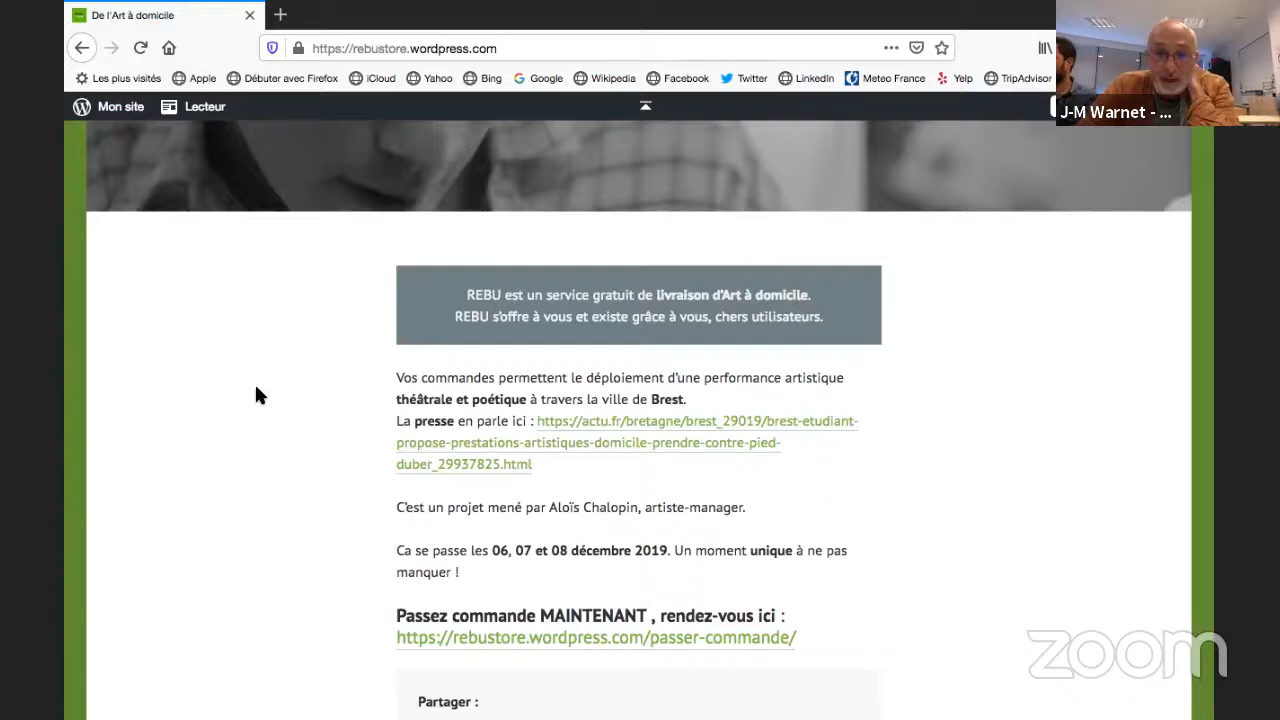 De l'Art à domicile
https://rebustore.wordpress.com
Les plus visités Apple Débuter avec Firefox iCloud Yahoo Bing Google Wikipedia Facebook Twitter LinkedIn Meteo France Yelp TripAdvisor
Mon site Lecteur
J-M Warnet - ...
REBU est un service gratuit de livraison d'Art à domicile.
REBU s'offre à vous et existe grâce à vous, chers utilisateurs.
Vos commandes permettent le déploiement d'une performance artistique
théâtrale et poétique à travers la ville de Brest.
La presse en parle ici : https://actu.fr/bretagne/brest_29019/brest-etudiant-
propose-prestations-artistiques-domicile-prendre-contre-pied-
duber_29937825.html
C'est un projet mené par Aloïs Chalopin, artiste-manager.
Ca se passe les 06, 07 et 08 décembre 2019. Un moment unique à ne pas
manquer !
Passez commande MAINTENANT , rendez-vous ici :
https://rebustore.wordpress.com/passer-commande/
Partager :
zoom